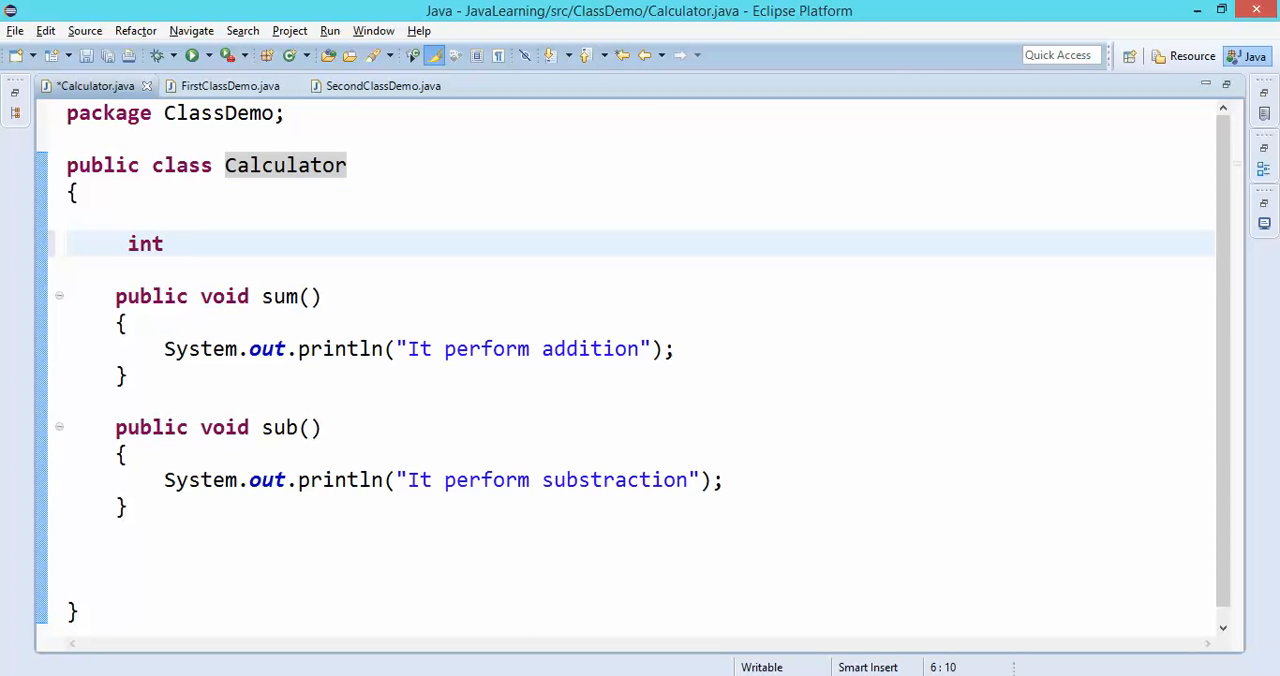 Java - JavaLearning/src/ClassDemo/Calculator.java - Eclipse Platform
File Edit Source Refactor Navigate Search Project Run Window Help
Quick Access Resource Java
*Calculator.java FirstClassDemo.java SecondClassDemo.java
package ClassDemo;
public class Calculator
{
int
public void sum()
{
System.out.println("It perform addition");
}
public void sub()
{
System.out.println("It perform substraction");
}
}
Writable Smart Insert 6 : 10